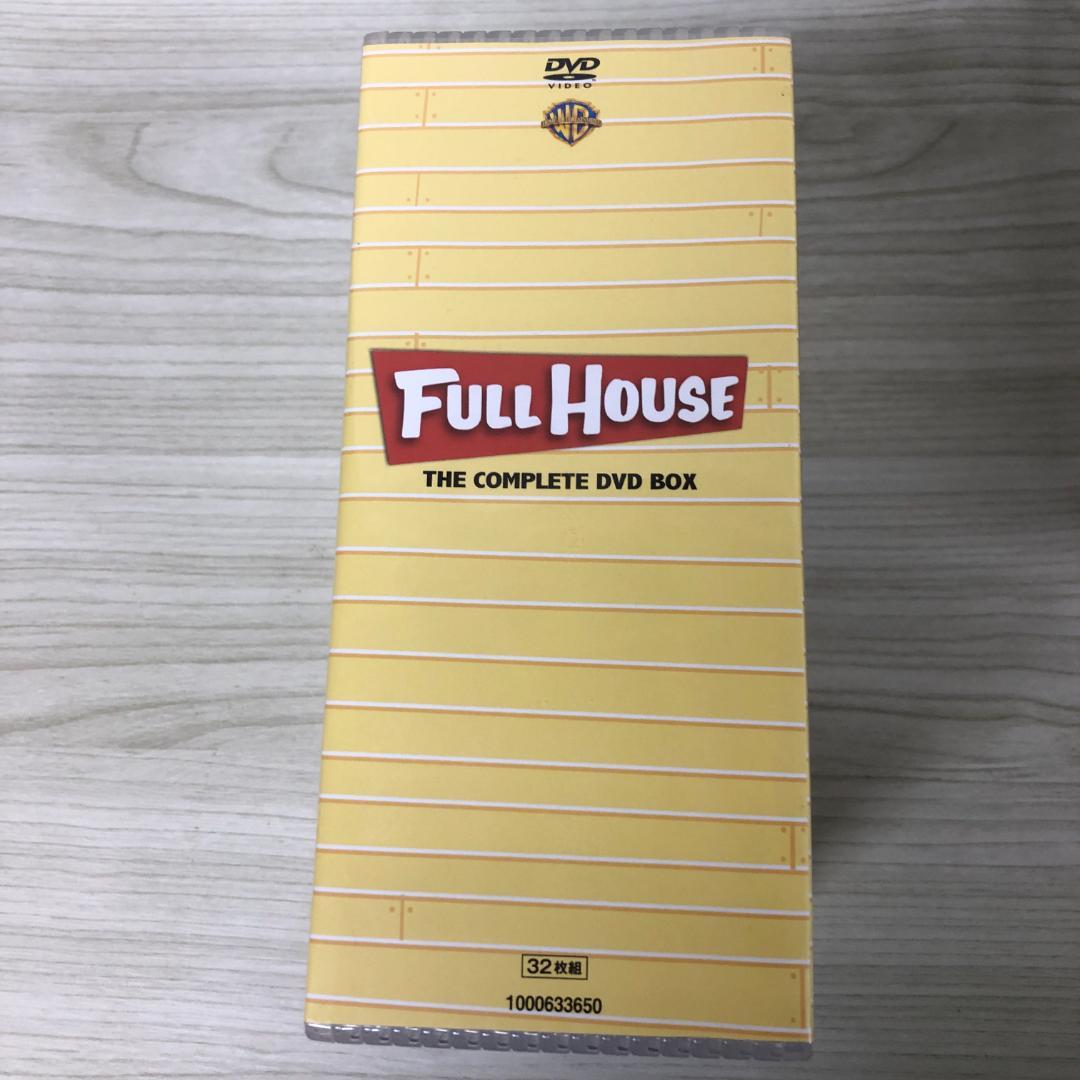 DVD
VIDEO
WB
FULL HOUSE
THE COMPLETE DVD BOX
32枚組
1000633650